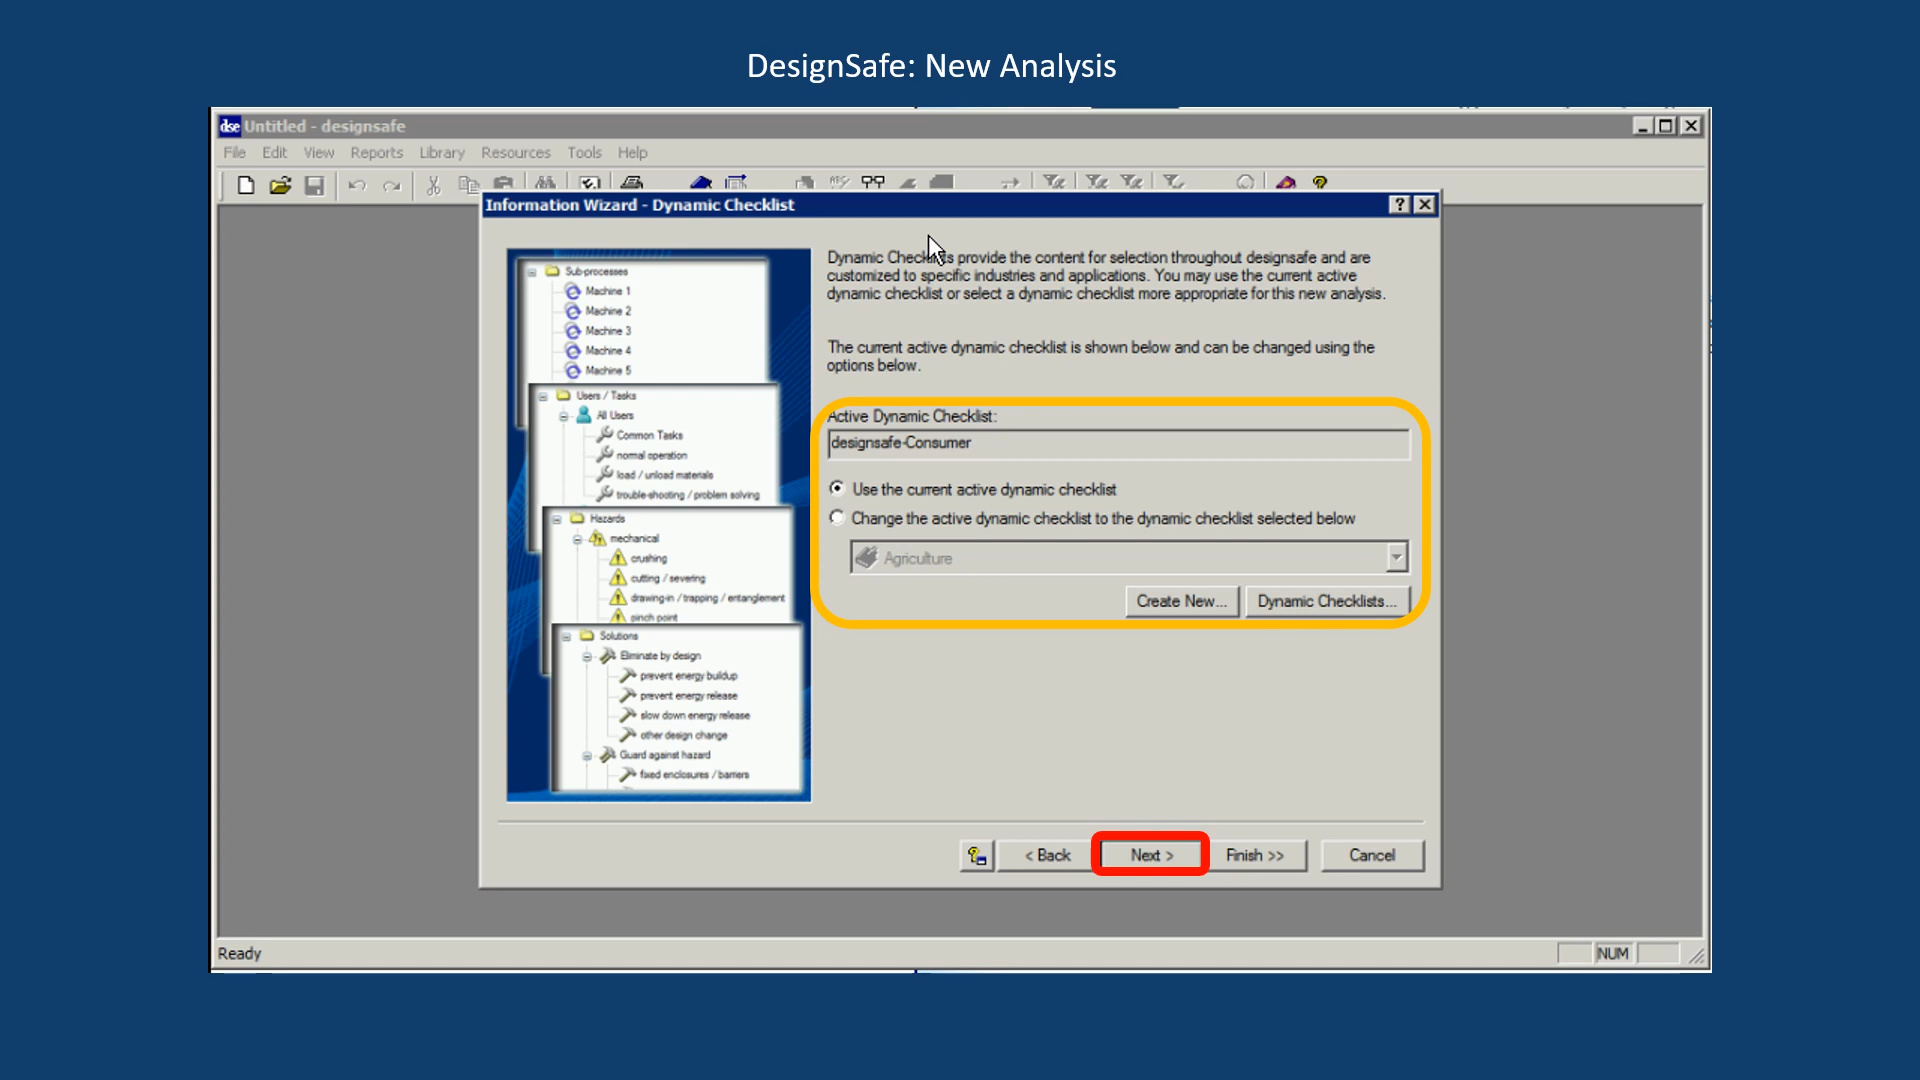 DesignSafe: New Analysis
dse Untitled - designsafe
File Edit View Reports Library Resources Tools Help
Information Wizard - Dynamic Checklist
Sub-processes
Machine 1
Machine 2
Machine 3
Machine 4
Machine 5
Users / Tasks
All Users
Common Tasks
normal operation
load / unload materials
trouble-shooting / problem solving
Hazards
mechanical
crushing
cutting / severing
drawing-in / trapping / entanglement
pinch point
Solutions
Eliminate by design
prevent energy buildup
prevent energy release
slow down energy release
other design change
Guard against hazard
fixed enclosures / barriers
Dynamic Checklists provide the content for selection throughout designsafe and are
customized to specific industries and applications. You may use the current active
dynamic checklist or select a dynamic checklist more appropriate for this new analysis.
The current active dynamic checklist is shown below and can be changed using the
options below.
Active Dynamic Checklist:
designsafe-Consumer
Use the current active dynamic checklist
Change the active dynamic checklist to the dynamic checklist selected below
Agriculture
Create New... Dynamic Checklists...
< Back Next > Finish >> Cancel
Ready NUM